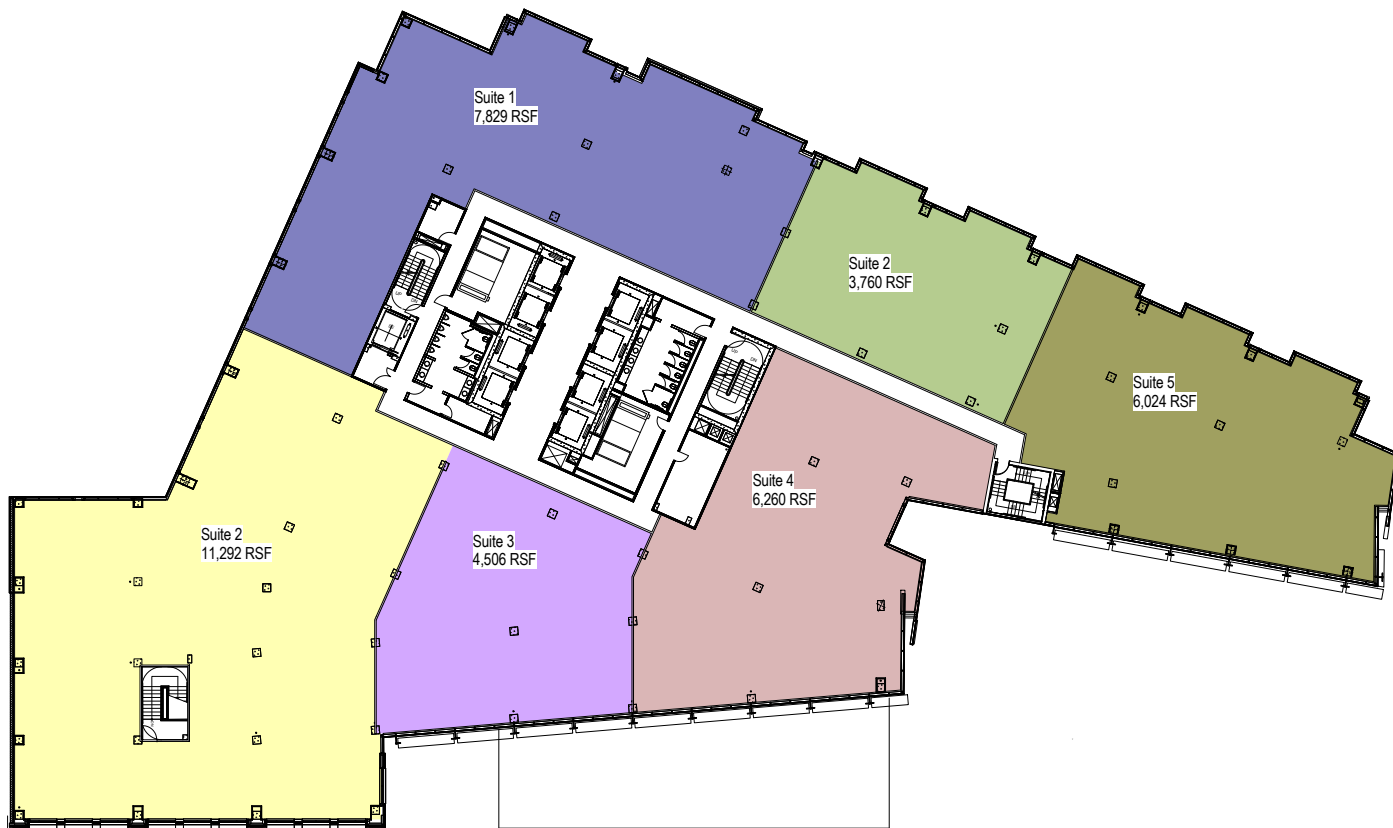 Suite 1
7,829 RSF
Suite 2
3,760 RSF
Suite 5
6,024 RSF
Suite 4
6,260 RSF
Suite 2
11,292 RSF
Suite 3
4,506 RSF